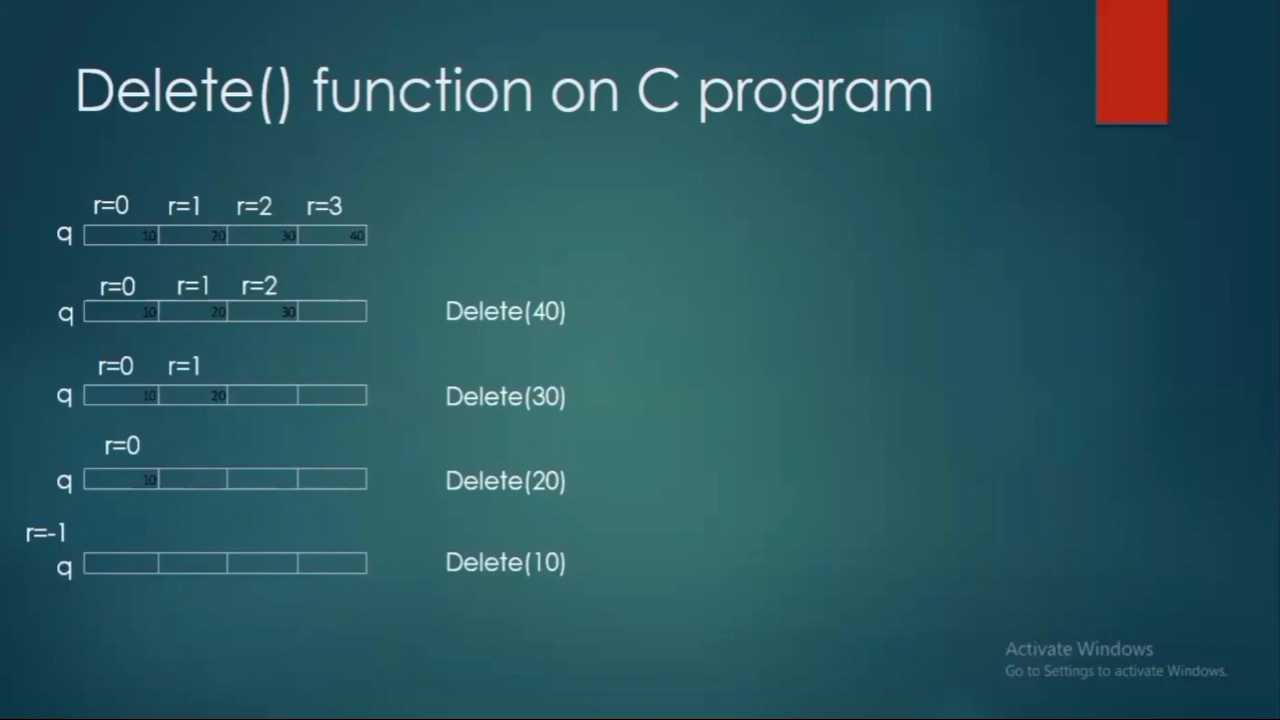 Delete() function on C program
r=0 r=1 r=2 r=3
q 10 20 30 40
r=0 r=1 r=2
q 10 20 30 Delete(40)
r=0 r=1
q 10 20 Delete(30)
r=0
q 10 Delete(20)
r=-1
q Delete(10)
Activate Windows
Go to Settings to activate Windows.